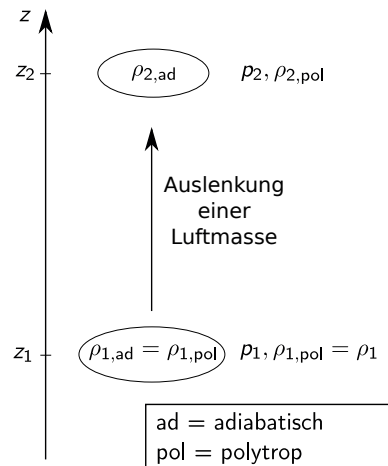 z
z₂ ρ₂,ad p₂, ρ₂,pol
Auslenkung
einer
Luftmasse
z₁ ρ₁,ad = ρ₁,pol p₁, ρ₁,pol = ρ₁
ad = adiabatisch
pol = polytrop